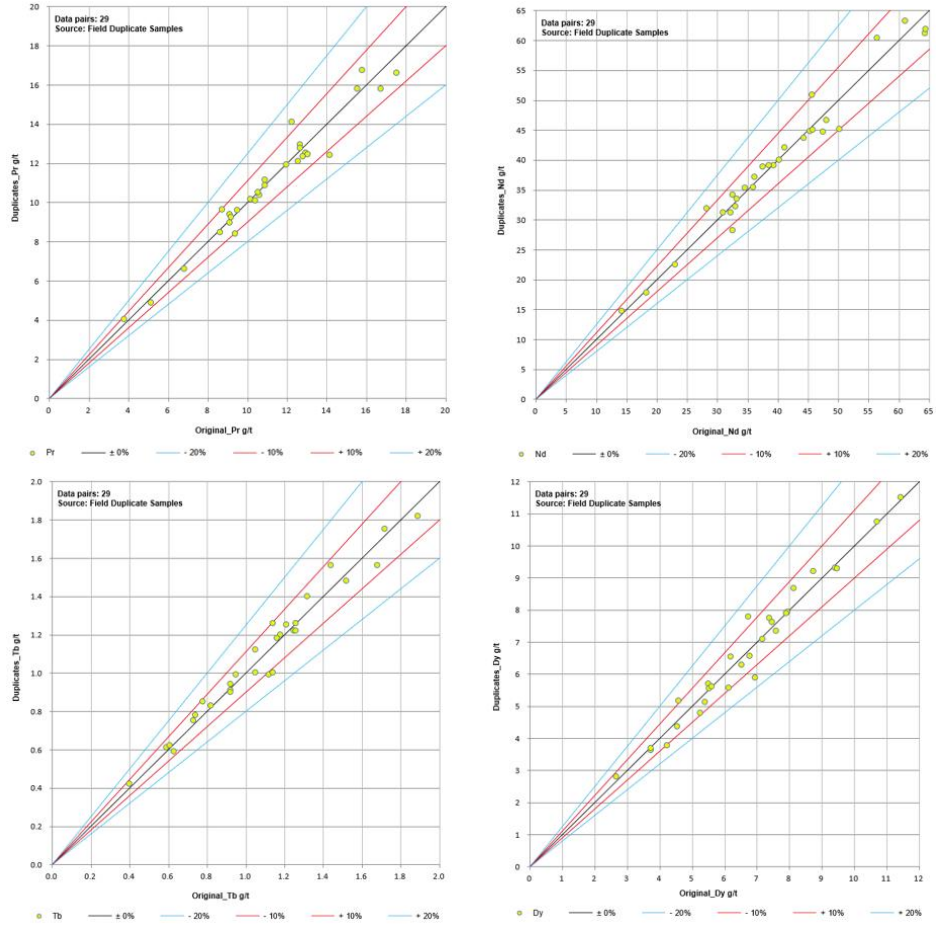 Data pairs: 29
Source: Field Duplicate Samples
Duplicates_Pr g/t
20
18
16
14
12
10
8
6
4
2
0
0 2 4 6 8 10 12 14 16 18 20
Original_Pr g/t
Pr ± 0% - 20% - 10% + 10% + 20%
Data pairs: 29
Source: Field Duplicate Samples
Duplicates_Nd g/t
65
60
55
50
45
40
35
30
25
20
15
10
5
0
0 5 10 15 20 25 30 35 40 45 50 55 60 65
Original_Nd g/t
Nd ± 0% - 20% - 10% + 10% + 20%
Data pairs: 29
Source: Field Duplicate Samples
Duplicates_Tb g/t
2.0
1.8
1.6
1.4
1.2
1.0
0.8
0.6
0.4
0.2
0.0
0.0 0.2 0.4 0.6 0.8 1.0 1.2 1.4 1.6 1.8 2.0
Original_Tb g/t
Tb ± 0% - 20% - 10% + 10% + 20%
Data pairs: 29
Source: Field Duplicate Samples
Duplicates_Dy g/t
12
11
10
9
8
7
6
5
4
3
2
1
0
0 1 2 3 4 5 6 7 8 9 10 11 12
Original_Dy g/t
Dy ± 0% - 20% - 10% + 10% + 20%